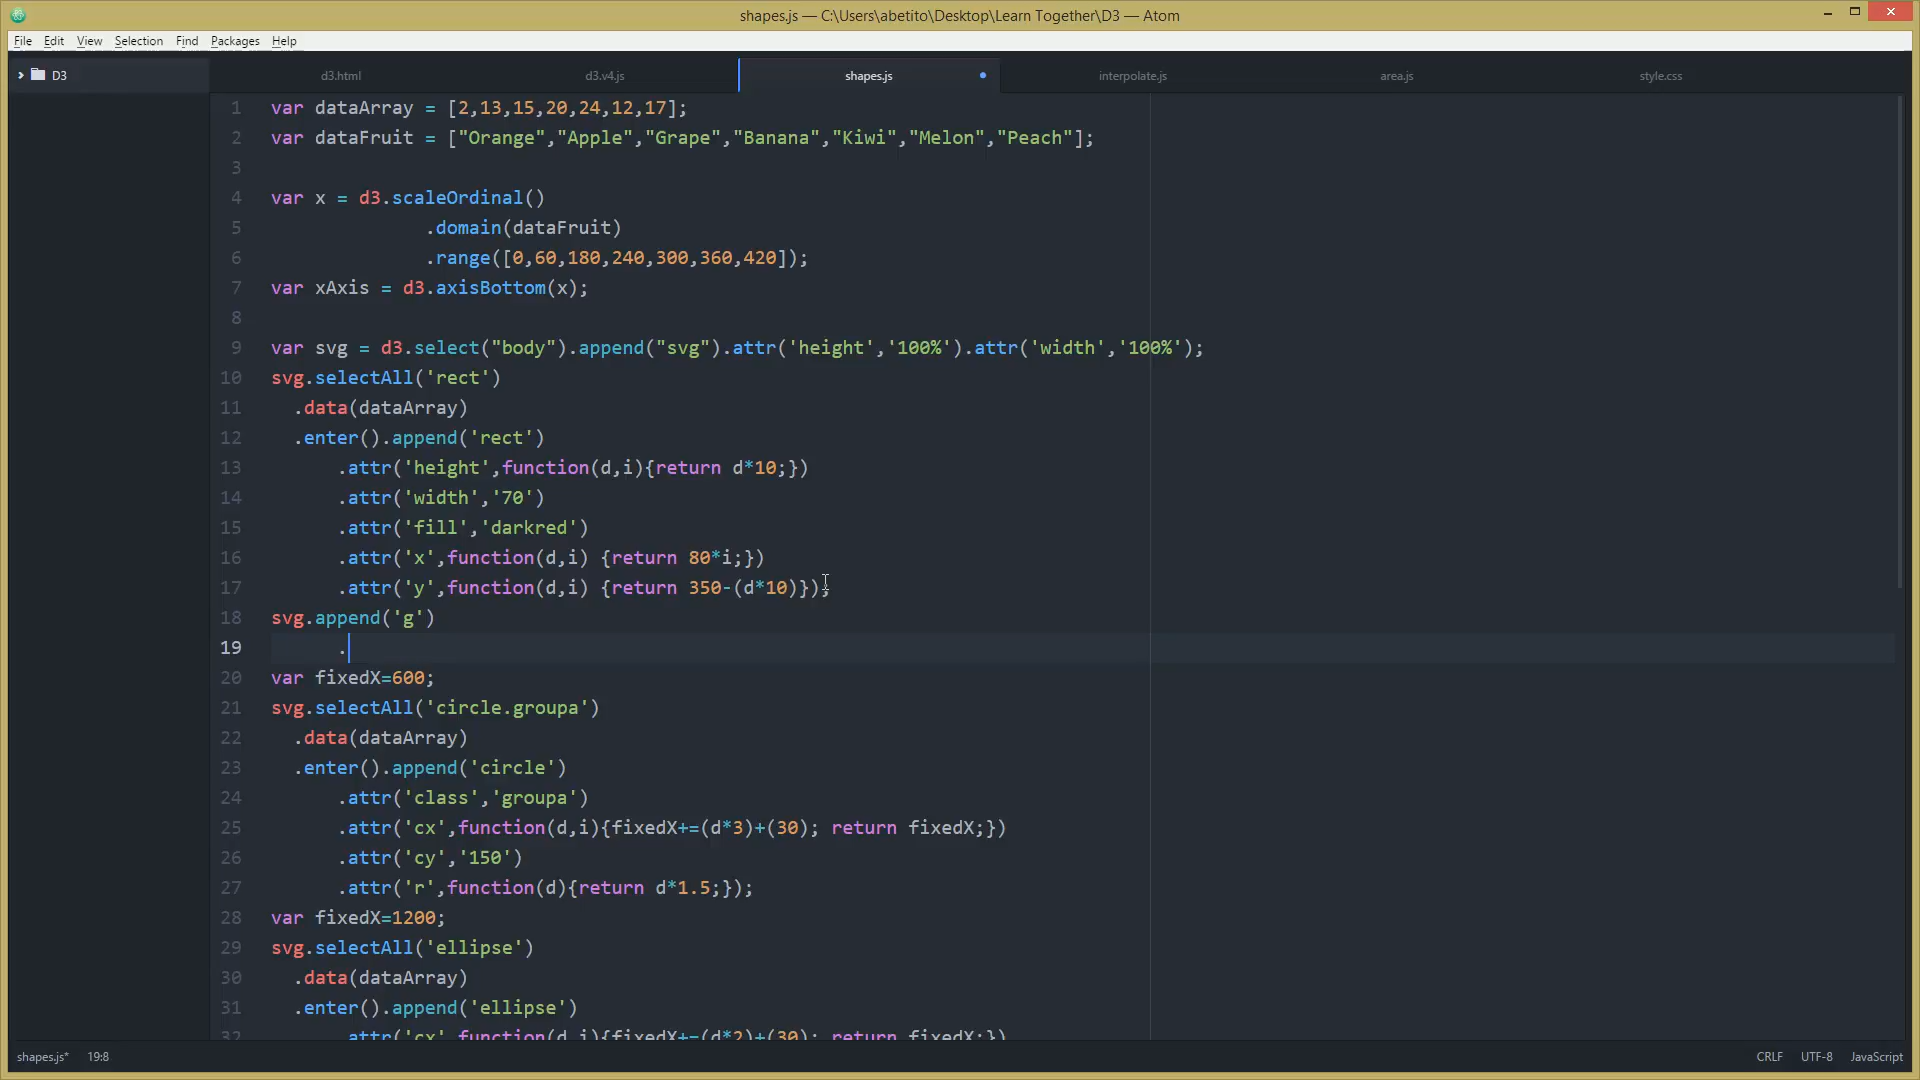 shapes.js — C:\Users\abetito\Desktop\Learn Together\D3 — Atom
File Edit View Selection Find Packages Help
D3
d3.html d3.v4.js shapes.js interpolate.js area.js style.css
1 var dataArray = [2,13,15,20,24,12,17];
2 var dataFruit = ["Orange","Apple","Grape","Banana","Kiwi","Melon","Peach"];
3
4 var x = d3.scaleOrdinal()
5 .domain(dataFruit)
6 .range([0,60,180,240,300,360,420]);
7 var xAxis = d3.axisBottom(x);
8
9 var svg = d3.select("body").append("svg").attr('height','100%').attr('width','100%');
10 svg.selectAll('rect')
11 .data(dataArray)
12 .enter().append('rect')
13 .attr('height',function(d,i){return d*10;})
14 .attr('width','70')
15 .attr('fill','darkred')
16 .attr('x',function(d,i) {return 80*i;})
17 .attr('y',function(d,i) {return 350-(d*10)});
18 svg.append('g')
19 .
20 var fixedX=600;
21 svg.selectAll('circle.groupa')
22 .data(dataArray)
23 .enter().append('circle')
24 .attr('class','groupa')
25 .attr('cx',function(d,i){fixedX+=(d*3)+(30); return fixedX;})
26 .attr('cy','150')
27 .attr('r',function(d){return d*1.5;});
28 var fixedX=1200;
29 svg.selectAll('ellipse')
30 .data(dataArray)
31 .enter().append('ellipse')
32 .attr('cx',function(d,i){fixedX+=(d*2)+(30); return fixedX;})
shapes.js* 19:8 CRLF UTF-8 JavaScript